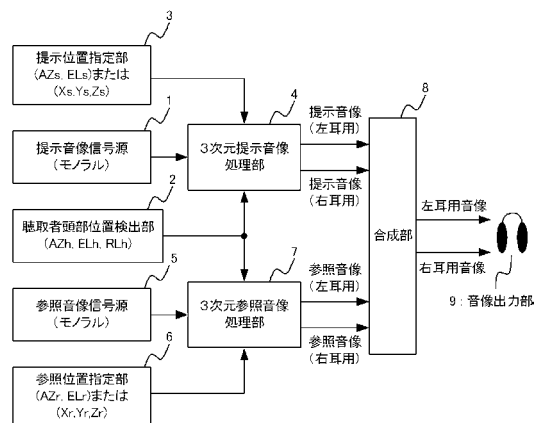 3
提示位置指定部
(AZs, ELs)または
(Xs,Ys,Zs)
1
提示音像信号源
(モノラル)
2
聴取者頭部位置検出部
(AZh, ELh, RLh)
5
参照音像信号源
(モノラル)
6
参照位置指定部
(AZr, ELr)または
(Xr,Yr,Zr)
4
3次元提示音像
処理部
7
3次元参照音像
処理部
提示音像
(左耳用)
提示音像
(右耳用)
参照音像
(左耳用)
参照音像
(右耳用)
8
合成部
左耳用音像
右耳用音像
9:音像出力部